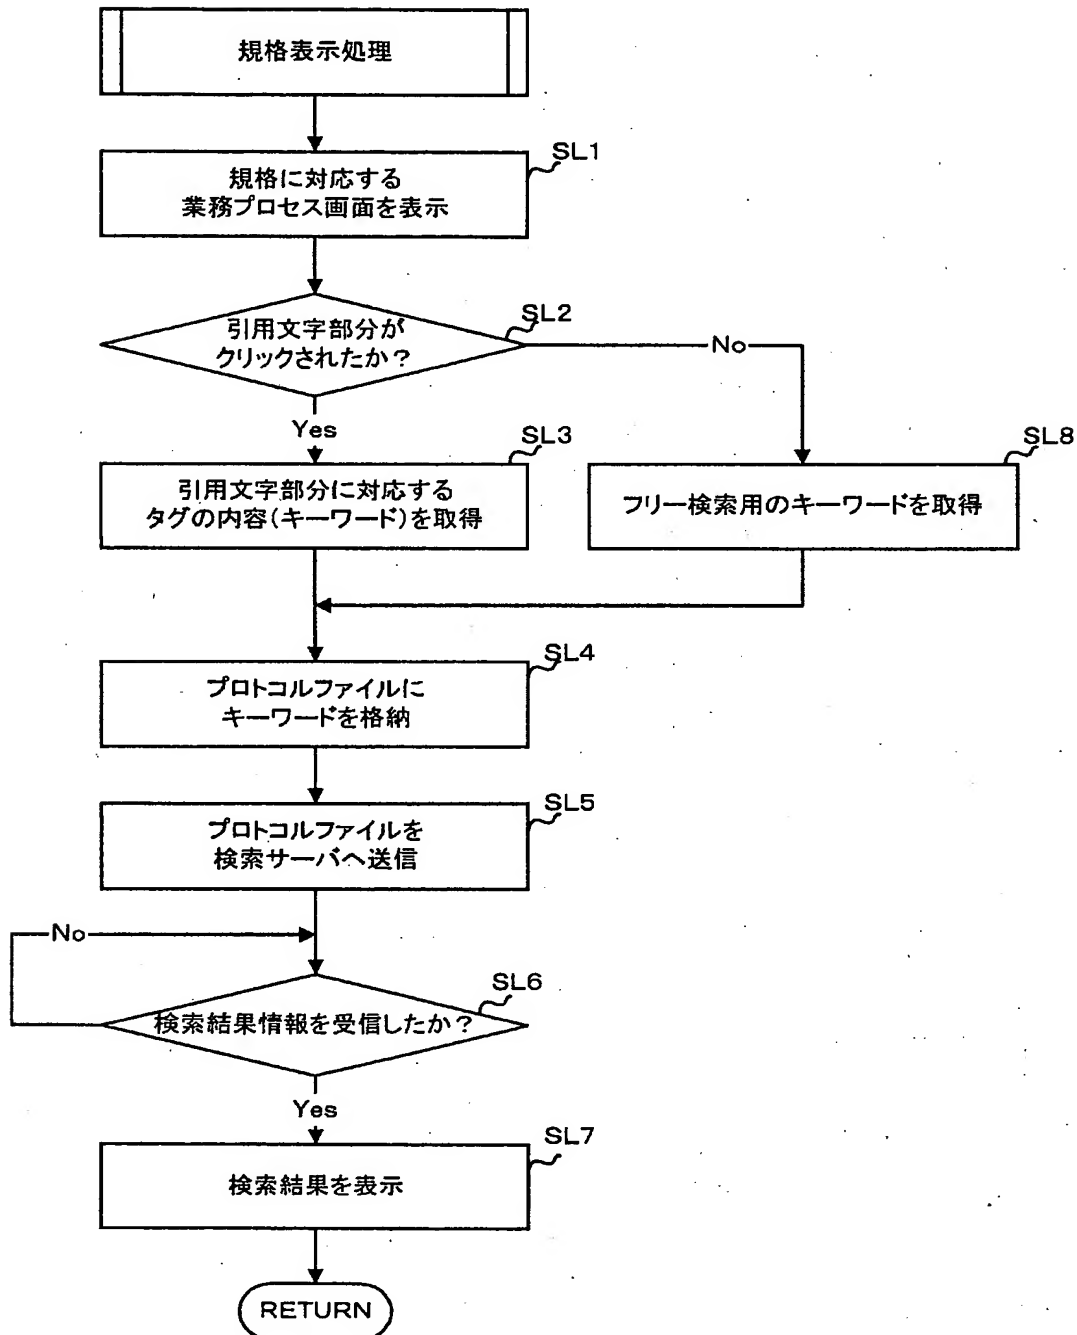 規格表示処理
SL1
規格に対応する
業務プロセス画面を表示
SL2
引用文字部分が
クリックされたか？
No
Yes
SL3
引用文字部分に対応する
タグの内容(キーワード)を取得
SL8
フリー検索用のキーワードを取得
SL4
プロトコルファイルに
キーワードを格納
SL5
プロトコルファイルを
検索サーバへ送信
No
SL6
検索結果情報を受信したか？
Yes
SL7
検索結果を表示
RETURN